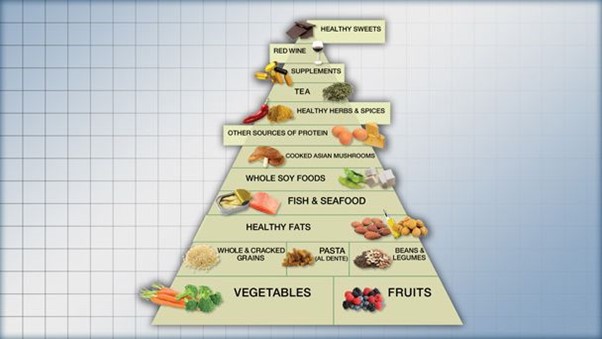 HEALTHY SWEETS
RED WINE
SUPPLEMENTS
TEA
HEALTHY HERBS & SPICES
OTHER SOURCES OF PROTEIN
COOKED ASIAN MUSHROOMS
WHOLE SOY FOODS
FISH & SEAFOOD
HEALTHY FATS
WHOLE & CRACKED
GRAINS
PASTA
(AL DENTE)
BEANS &
LEGUMES
VEGETABLES
FRUITS